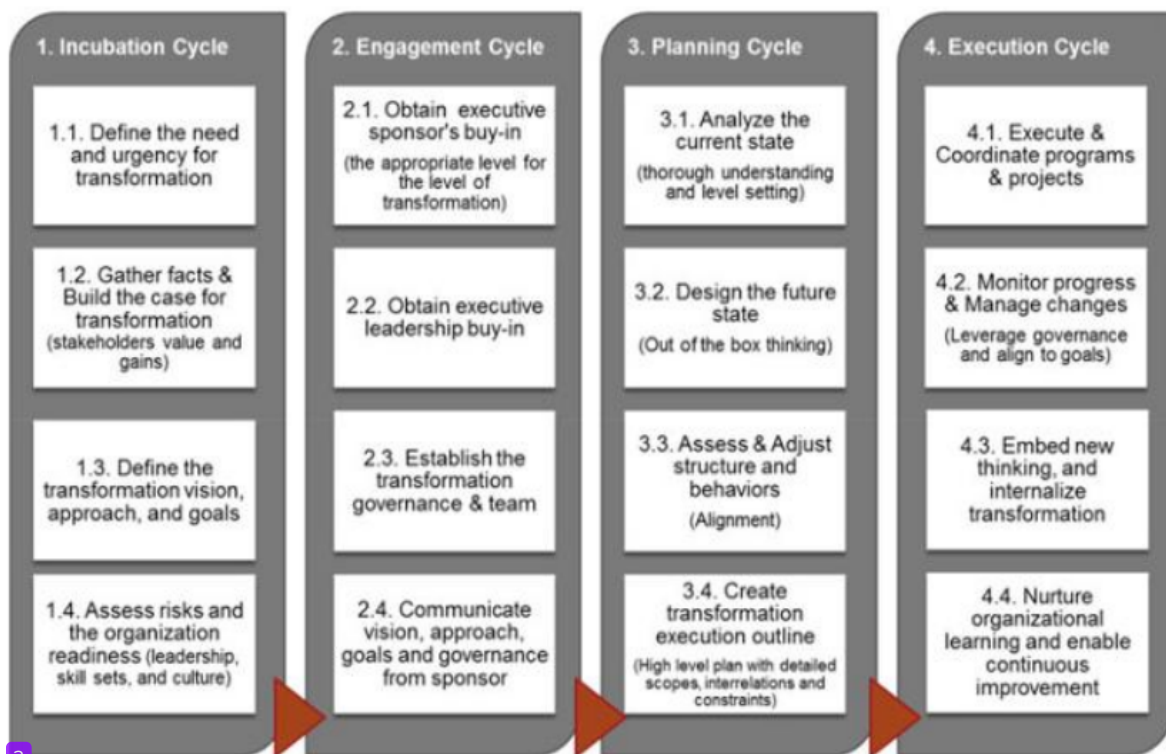 1. Incubation Cycle
1.1. Define the need
and urgency for
transformation
1.2. Gather facts &
Build the case for
transformation
(stakeholders value and
gains)
1.3. Define the
transformation vision,
approach, and goals
1.4. Assess risks and
the organization
readiness (leadership,
skill sets, and culture)
2. Engagement Cycle
2.1. Obtain executive
sponsor's buy-in
(the appropriate level for
the level of
transformation)
2.2. Obtain executive
leadership buy-in
2.3. Establish the
transformation
governance & team
2.4. Communicate
vision, approach,
goals and governance
from sponsor
3. Planning Cycle
3.1. Analyze the
current state
(thorough understanding
and level setting)
3.2. Design the future
state
(Out of the box thinking)
3.3. Assess & Adjust
structure and
behaviors
(Alignment)
3.4. Create
transformation
execution outline
(High level plan with detailed
scopes, interrelations and
constraints)
4. Execution Cycle
4.1. Execute &
Coordinate programs
& projects
4.2. Monitor progress
& Manage changes
(Leverage governance
and align to goals)
4.3. Embed new
thinking, and
internalize
transformation
4.4. Nurture
organizational
learning and enable
continuous
improvement